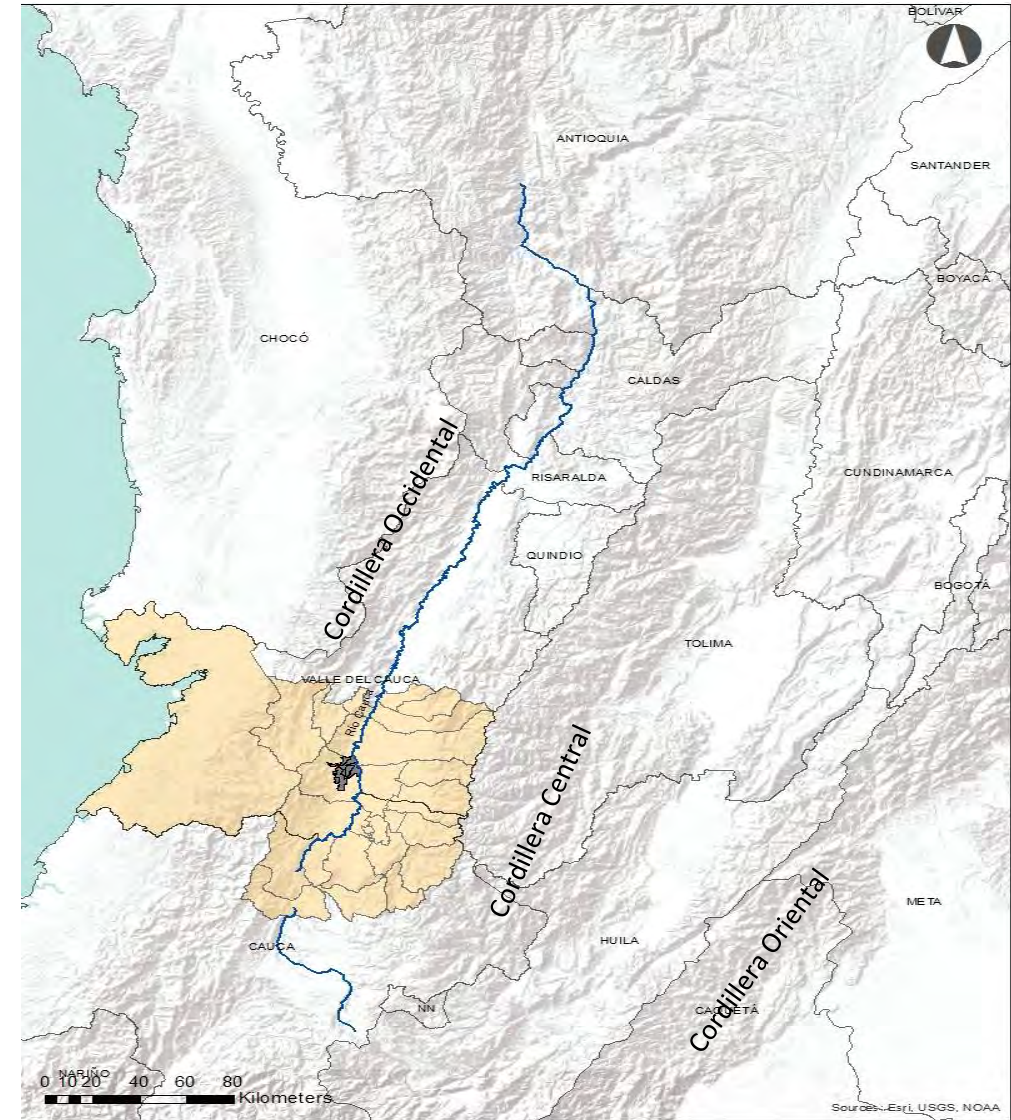 BOLÍVAR
ANTIOQUIA
SANTANDER
BOYACÁ
CHOCÓ
CALDAS
Cordillera Occidental
CUNDINAMARCA
RISARALDA
QUINDIO
BOGOTÁ
TOLIMA
VALLE DEL CAUCA
Río Cauca
Cordillera Central
META
Cordillera Oriental
HUILA
CAUCA
NN
CAQUETÁ
NARIÑO
0 10 20 40 60 80
Kilometers
Sources: Esri, USGS, NOAA